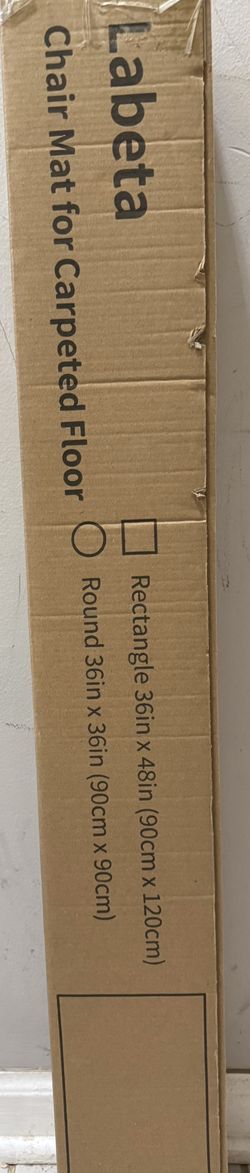 Labeta
Chair Mat for Carpeted Floor
Rectangle 36in x 48in (90cm x 120cm)
Round 36in x 36in (90cm x 90cm)